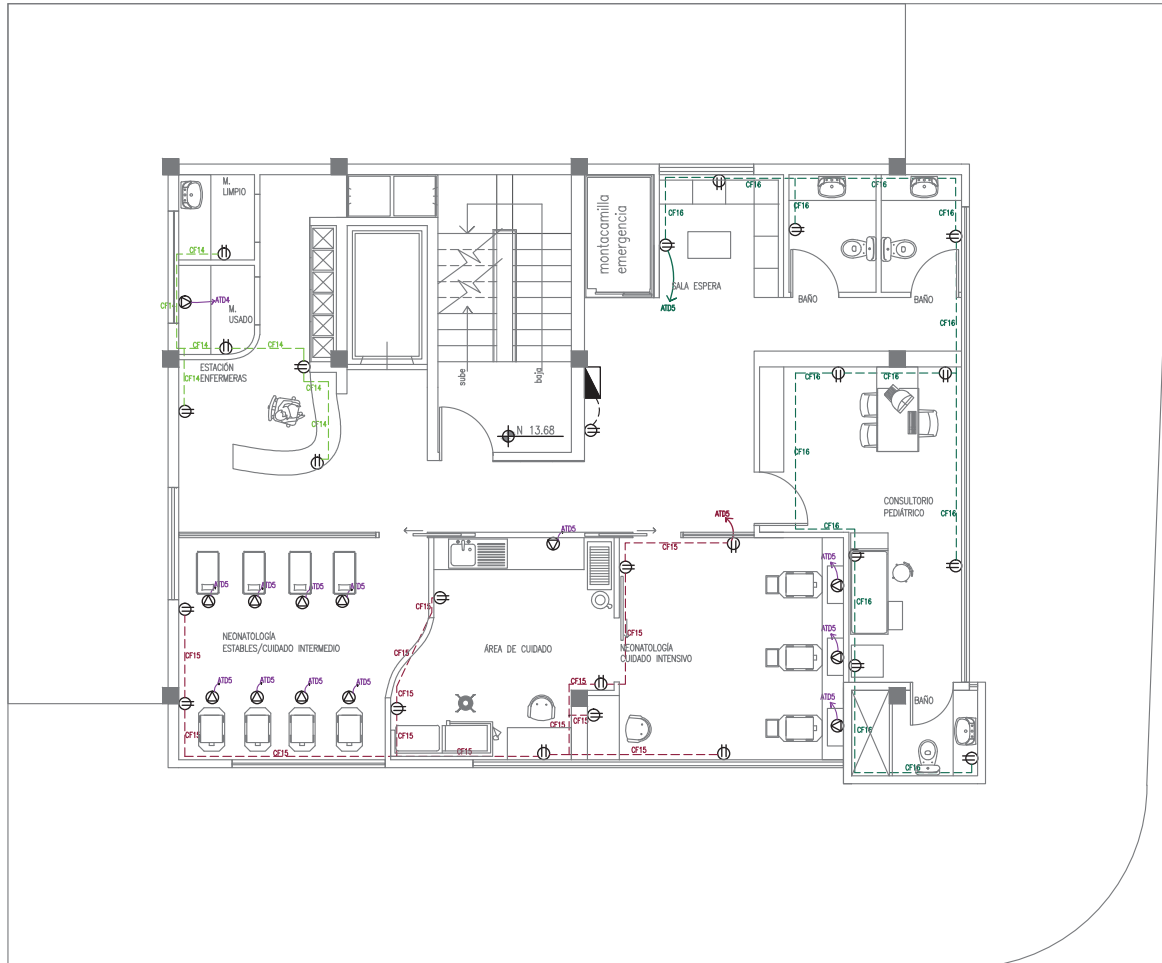 M.
LIMPIO
CF14
CF14
ATD4
M.
USADO
CF14
CF14
CF14
ESTACIÓN
ENFERMERAS
CF14
CF14
sube
baja
N 13.68
montacamilla
emergencia
CF16
CF16
SALA ESPERA
ATD5
CF16
CF16
CF16
BAÑO
BAÑO
CF16
CF16
CF16
CF16
CONSULTORIO
PEDIÁTRICO
CF16
CF16
CF16
BAÑO
CF16
CF16
ATD5
ATD5
CF15
ATD5
ATD5
ATD5
ATD5
ATD5
ATD5
ATD5
CF15
CF15
NEONATOLOGÍA
ESTABLES/CUIDADO INTERMEDIO
ÁREA DE CUIDADO
CF15
NEONATOLOGÍA
CUIDADO INTENSIVO
ATD5
ATD5
ATD5
ATD5
ATD5
CF15
CF15
CF15
CF15
CF15
CF15
CF15
CF15
CF15
CF15